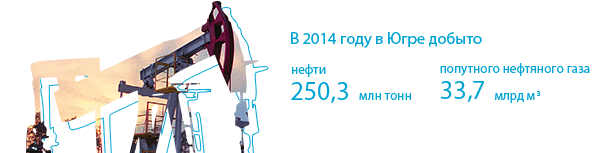 В 2014 году в Югре добыто
нефти
250,3 млн тонн
попутного нефтяного газа
33,7 млрд м³